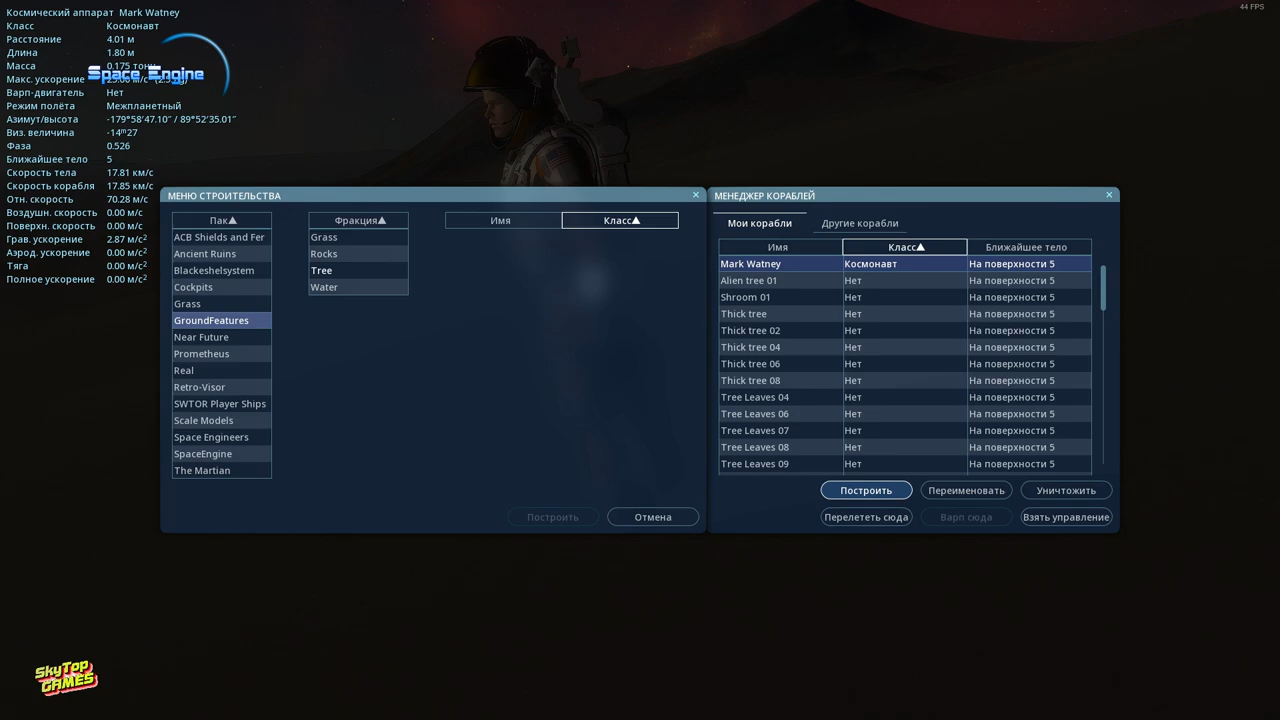 Космический аппарат Mark Watney
44 FPS
Класс Космонавт
Расстояние 4.01 м
Длина 1.80 м
Масса 0.175 тонн
Space Engine
Макс. ускорение
Варп-двигатель Нет
Режим полёта Межпланетный
Азимут/высота -179°58′47.10″ / 89°52′35.01″
Виз. величина -14ᵐ27
Фаза 0.526
Ближайшее тело 5
Скорость тела 17.81 км/с
Скорость корабля 17.85 км/с
Отн. скорость 70.28 м/с
Воздушн. скорость 0.00 м/с
Поверхн. скорость 0.00 м/с
Грав. ускорение 2.87 м/с²
Аэрод. ускорение 0.00 м/с²
Тяга 0.00 м/с²
Полное ускорение 0.00 м/с²
МЕНЮ СТРОИТЕЛЬСТВА
Пак▲ Фракция▲ Имя Класс▲
ACB Shields and Fer
Ancient Ruins
Blackeshelsystem
Cockpits
Grass
GroundFeatures
Near Future
Prometheus
Real
Retro-Visor
SWTOR Player Ships
Scale Models
Space Engineers
SpaceEngine
The Martian
Grass
Rocks
Tree
Water
Построить Отмена
МЕНЕДЖЕР КОРАБЛЕЙ
Мои корабли Другие корабли
Имя Класс▲ Ближайшее тело
Mark Watney Космонавт На поверхности 5
Alien tree 01 Нет На поверхности 5
Shroom 01 Нет На поверхности 5
Thick tree Нет На поверхности 5
Thick tree 02 Нет На поверхности 5
Thick tree 04 Нет На поверхности 5
Thick tree 06 Нет На поверхности 5
Thick tree 08 Нет На поверхности 5
Tree Leaves 04 Нет На поверхности 5
Tree Leaves 06 Нет На поверхности 5
Tree Leaves 07 Нет На поверхности 5
Tree Leaves 08 Нет На поверхности 5
Tree Leaves 09 Нет На поверхности 5
Построить Переименовать Уничтожить
Перелететь сюда Варп сюда Взять управление
SkyTop
GAMES